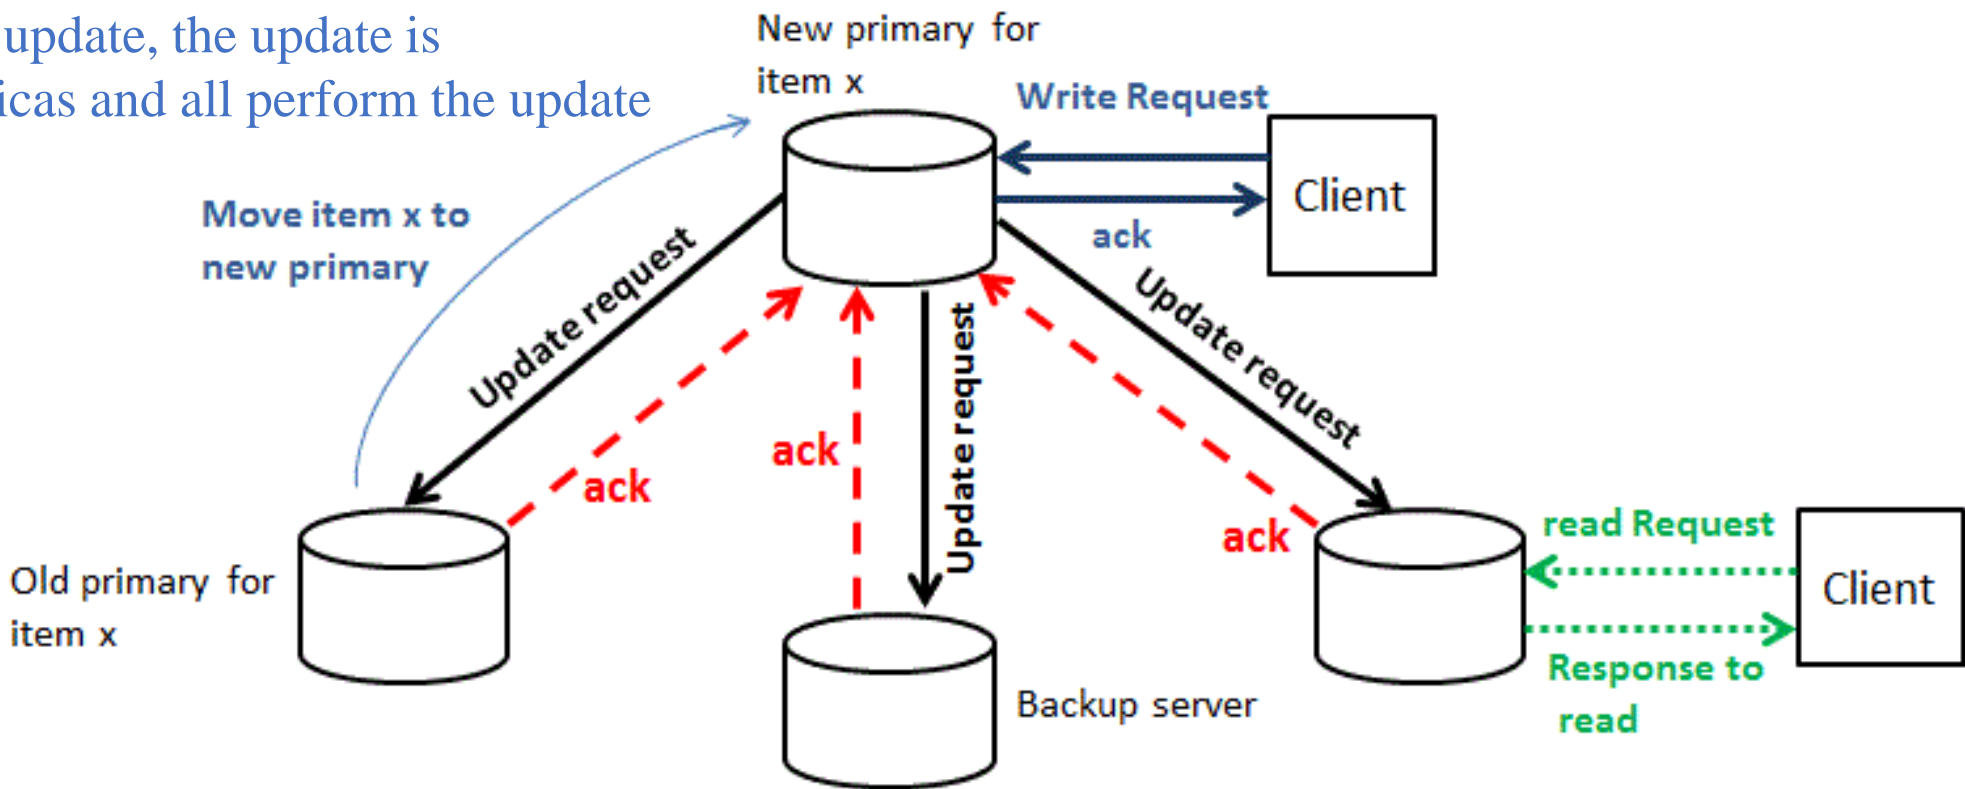 update, the update is
icas and all perform the update
New primary for
item x
Write Request
Client
ack
Move item x to
new primary
Update request
Update request
Update request
ack
ack
ack
Old primary for
item x
Backup server
read Request
Client
Response to
read